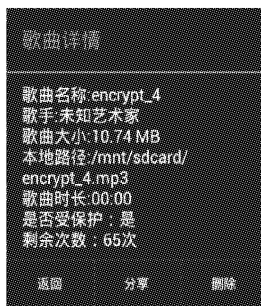 歌曲详情
歌曲名称:encrypt_4
歌手:未知艺术家
歌曲大小:10.74 MB
本地路径:/mnt/sdcard/
encrypt_4.mp3
歌曲时长:00:00
是否受保护：是
剩余次数：65次
返回 分享 删除